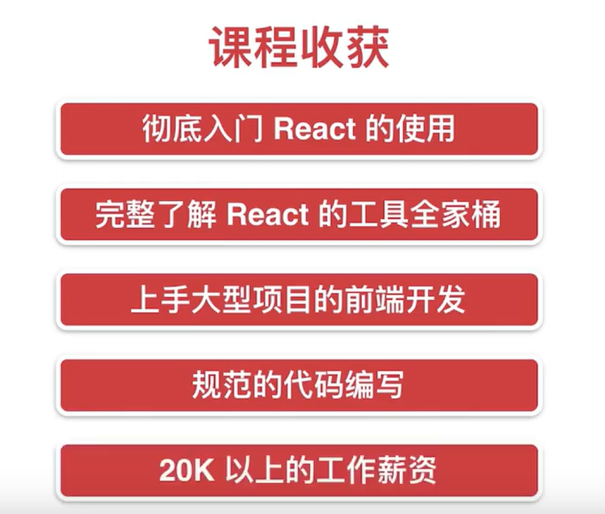 课程收获
彻底入门 React 的使用
完整了解 React 的工具全家桶
上手大型项目的前端开发
规范的代码编写
20K 以上的工作薪资